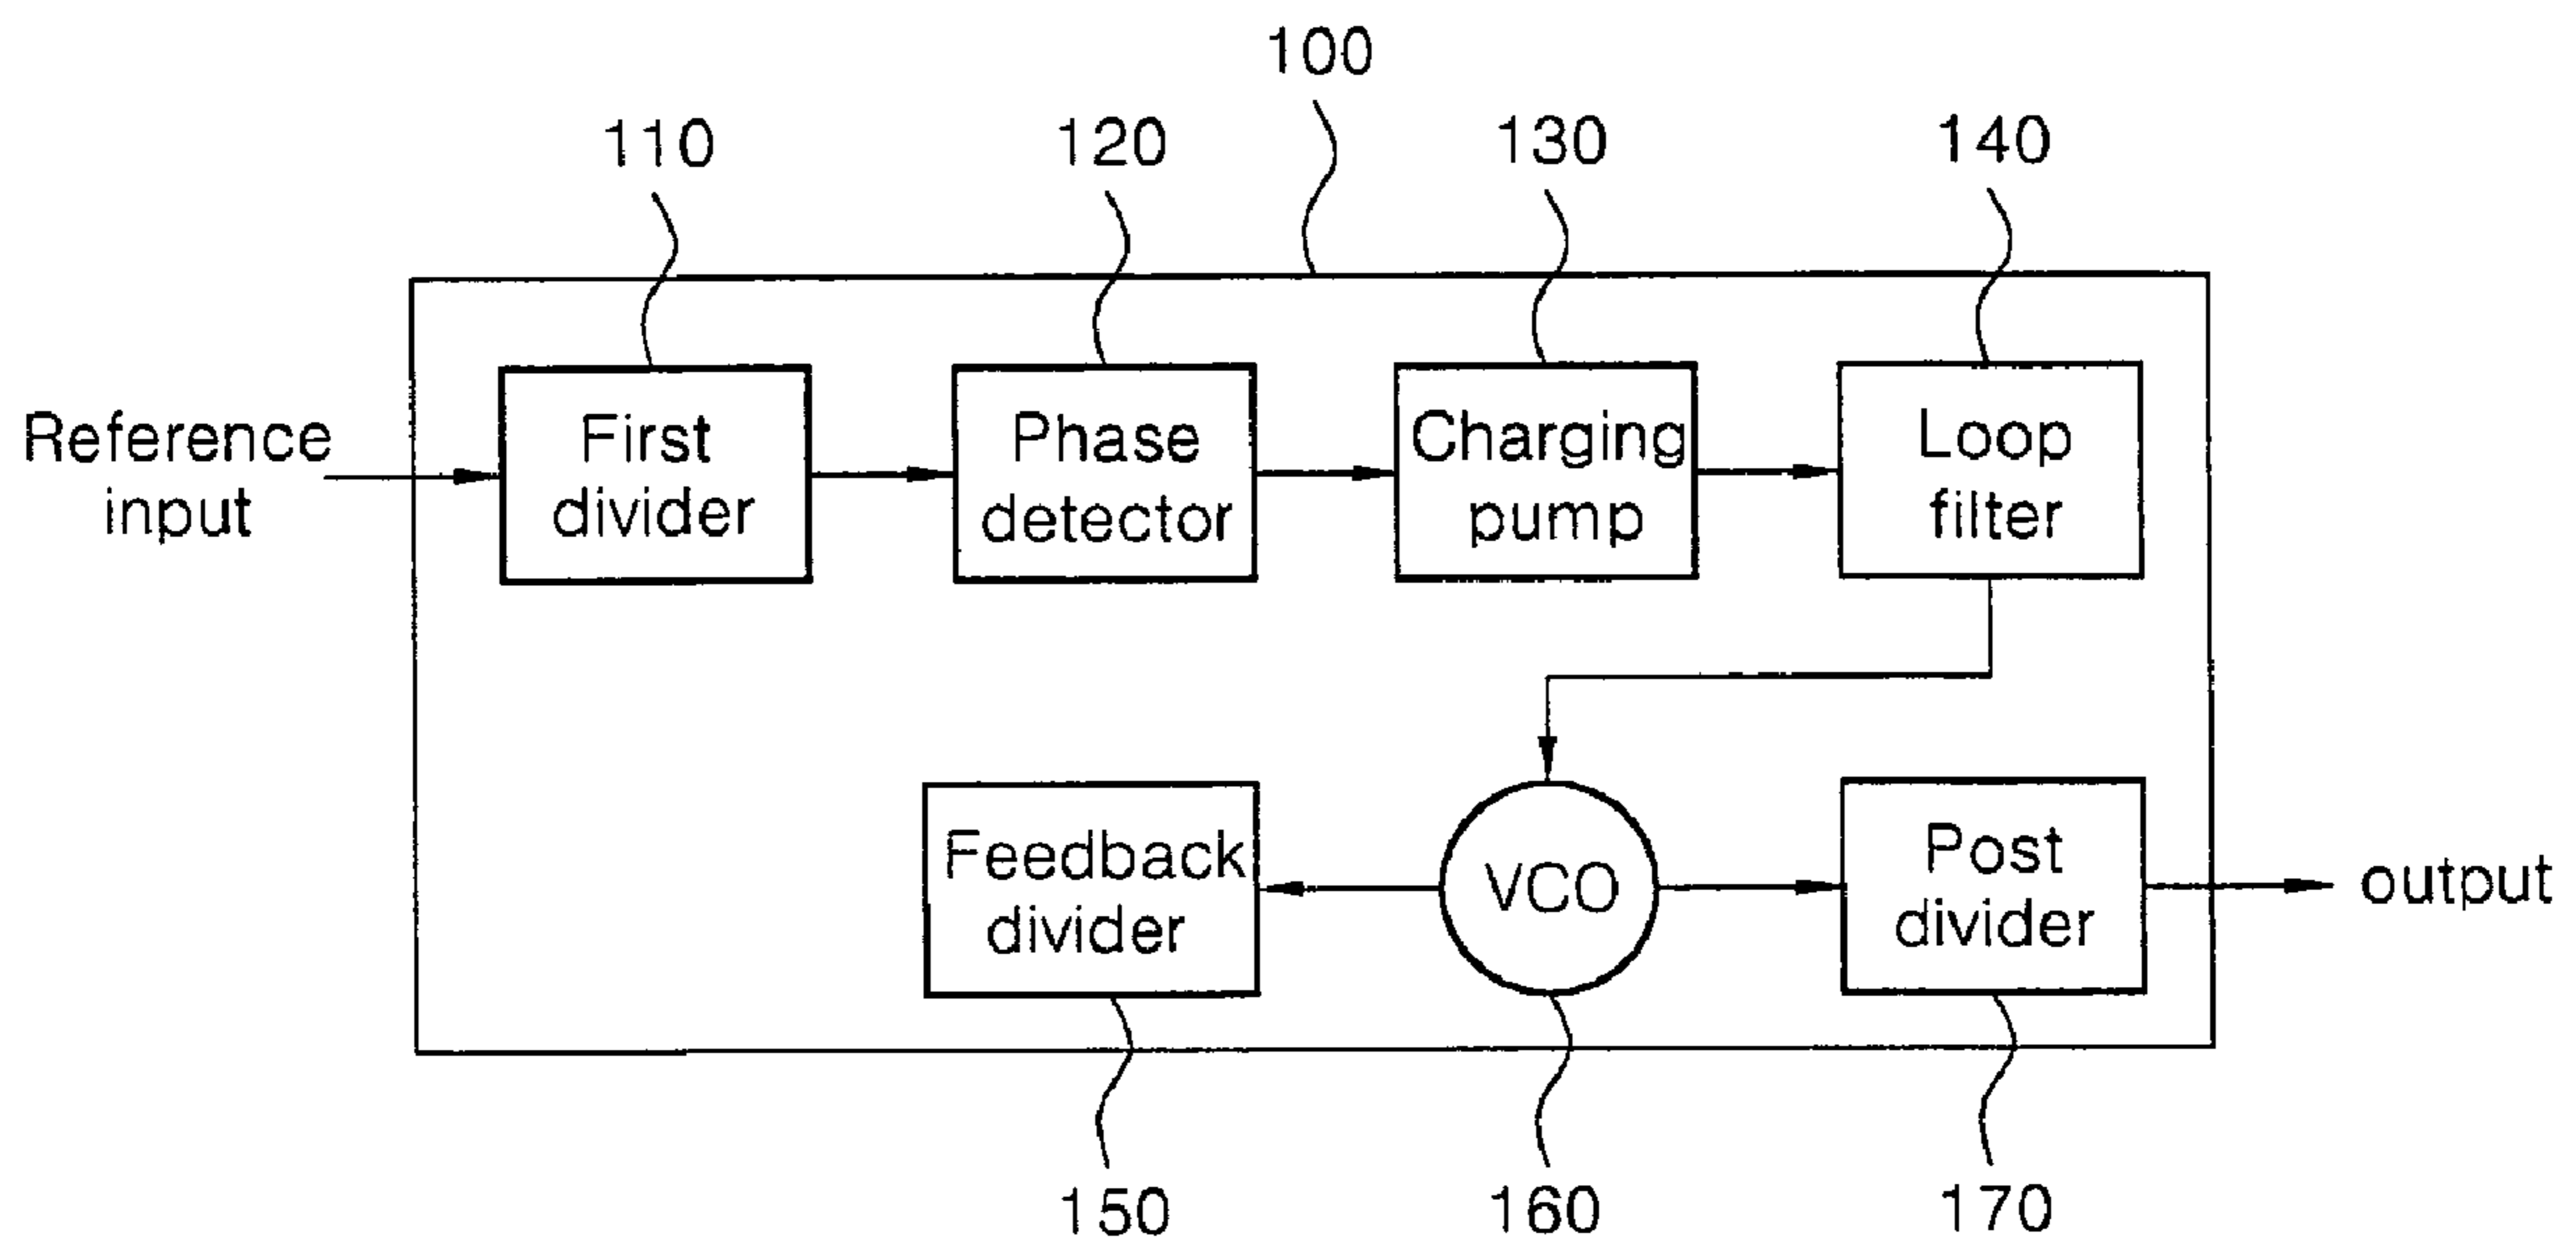 100
110
120
130
140
Reference
input
First
divider
Phase
detector
Charging
pump
Loop
filter
Feedback
divider
VCO
Post
divider
output
150
160
170